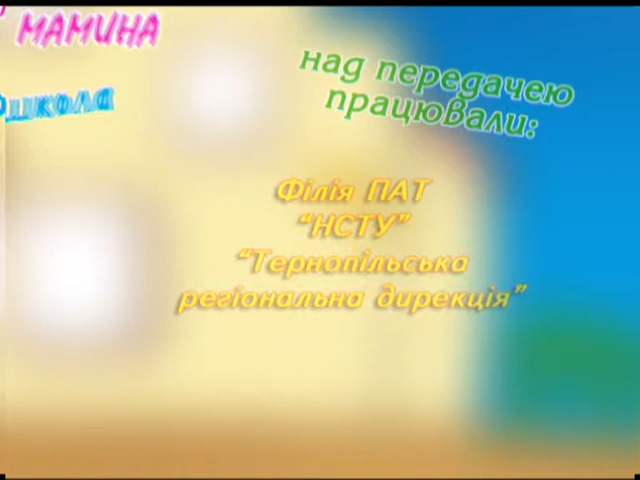 МАМИНА
школа
над передачею
працювали:
Філія ПАТ
“НСТУ”
“Тернопільська
регіональна дирекція”